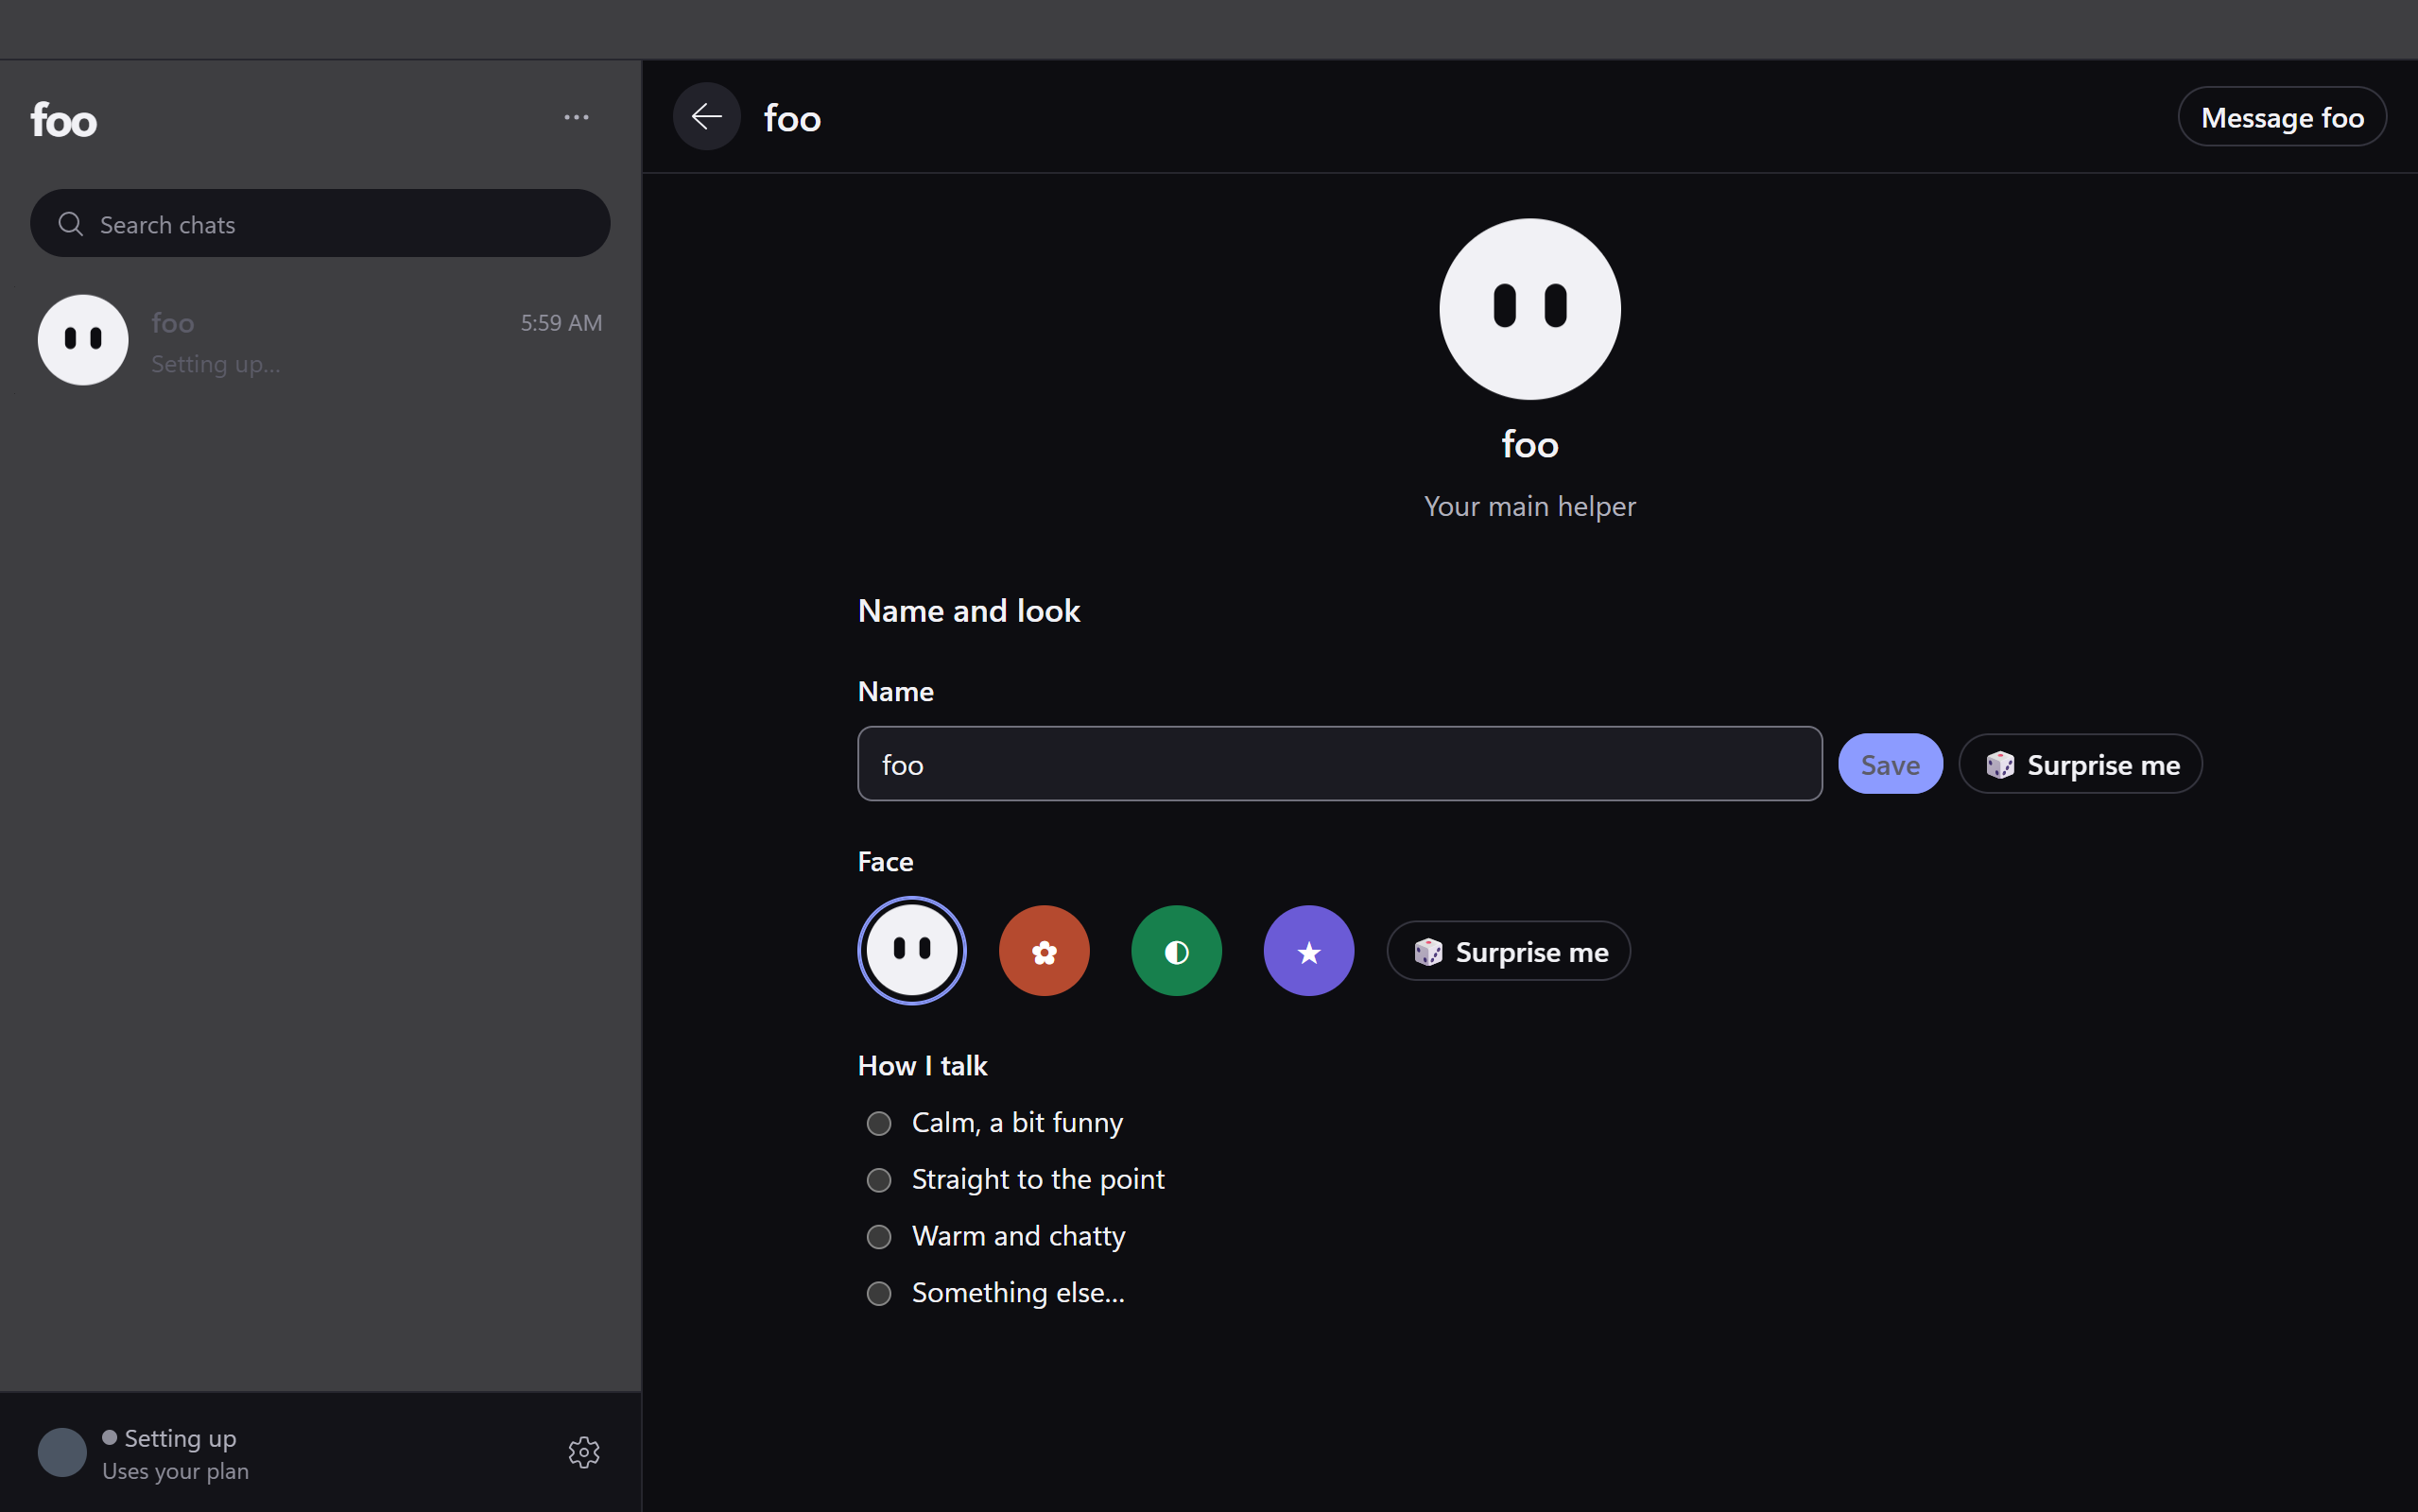 foo
Search chats
foo
5:59 AM
Setting up...
Setting up
Uses your plan
foo
Message foo
foo
Your main helper
Name and look
Name
foo
Save
Surprise me
Face
Surprise me
How I talk
Calm, a bit funny
Straight to the point
Warm and chatty
Something else...